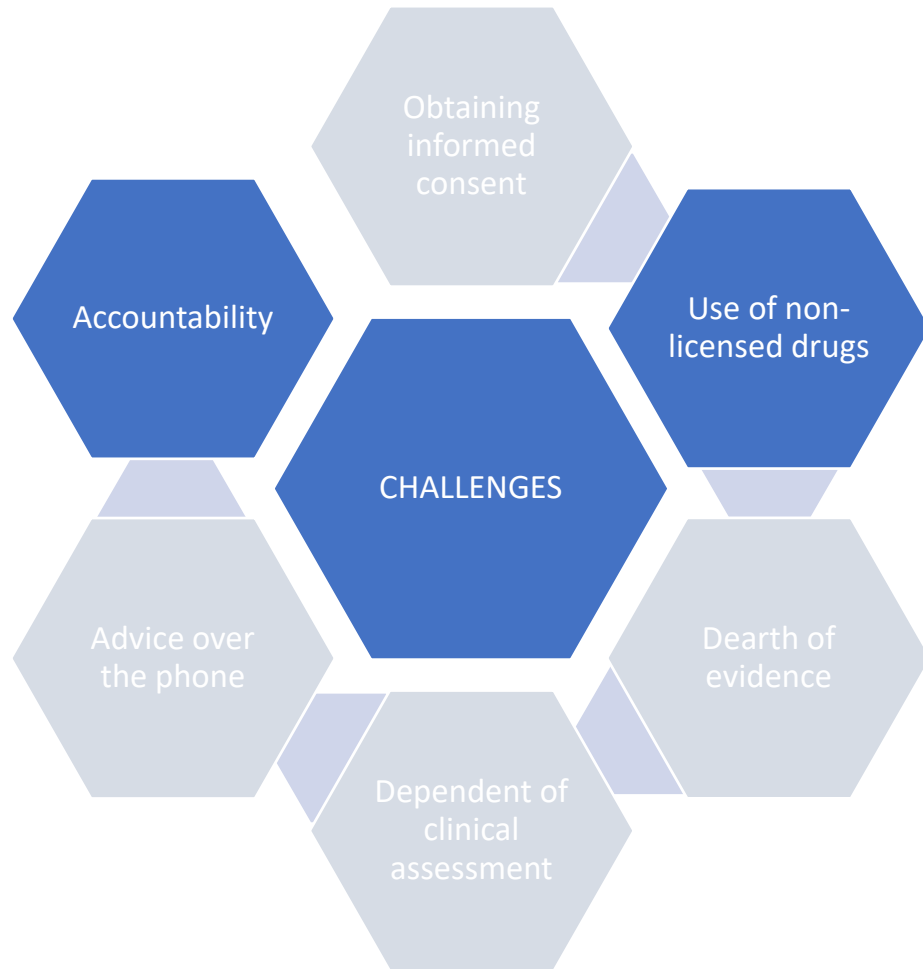 Obtaining
informed
consent
Accountability
Use of non-
licensed drugs
CHALLENGES
Advice over
the phone
Dearth of
evidence
Dependent of
clinical
assessment